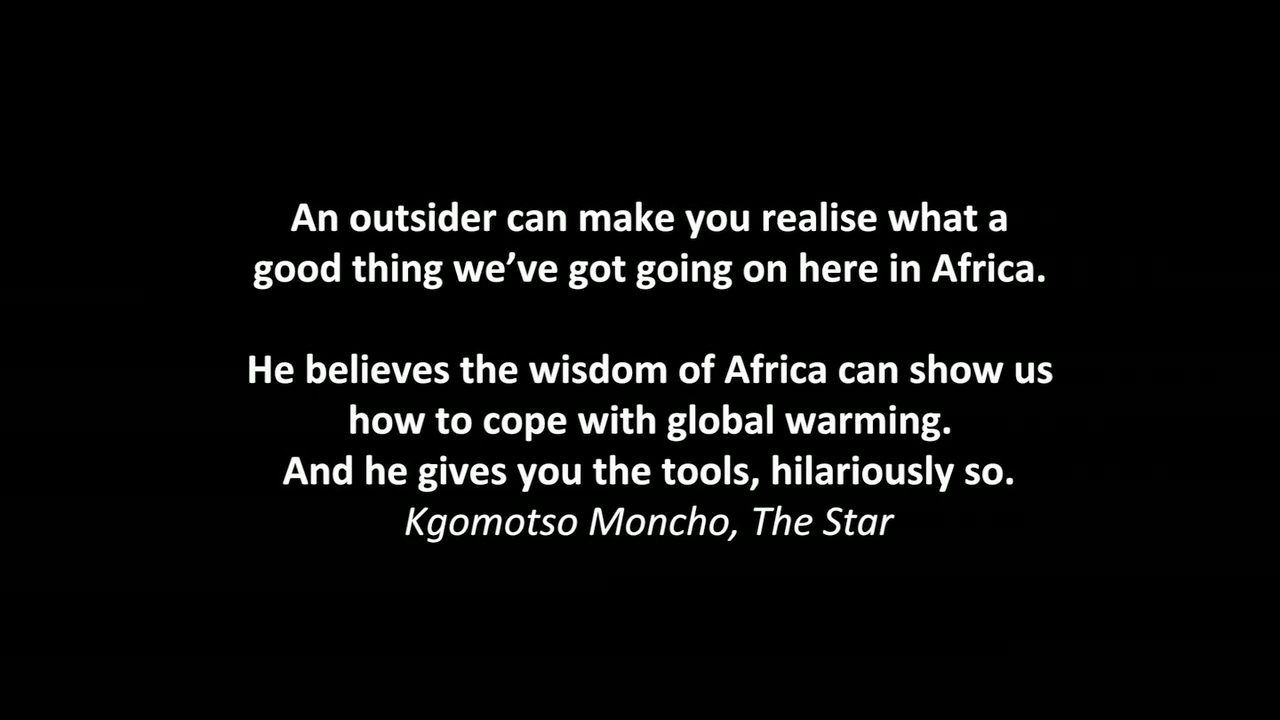 An outsider can make you realise what a
good thing we’ve got going on here in Africa.
He believes the wisdom of Africa can show us
how to cope with global warming.
And he gives you the tools, hilariously so.
Kgomotso Moncho, The Star